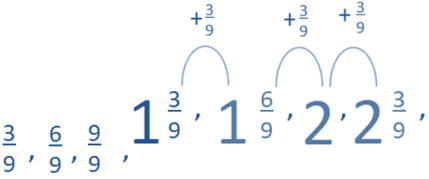 +3/9 +3/9 +3/9
3/9 , 6/9 , 9/9 , 1 3/9 , 1 6/9 , 2 , 2 3/9 ,